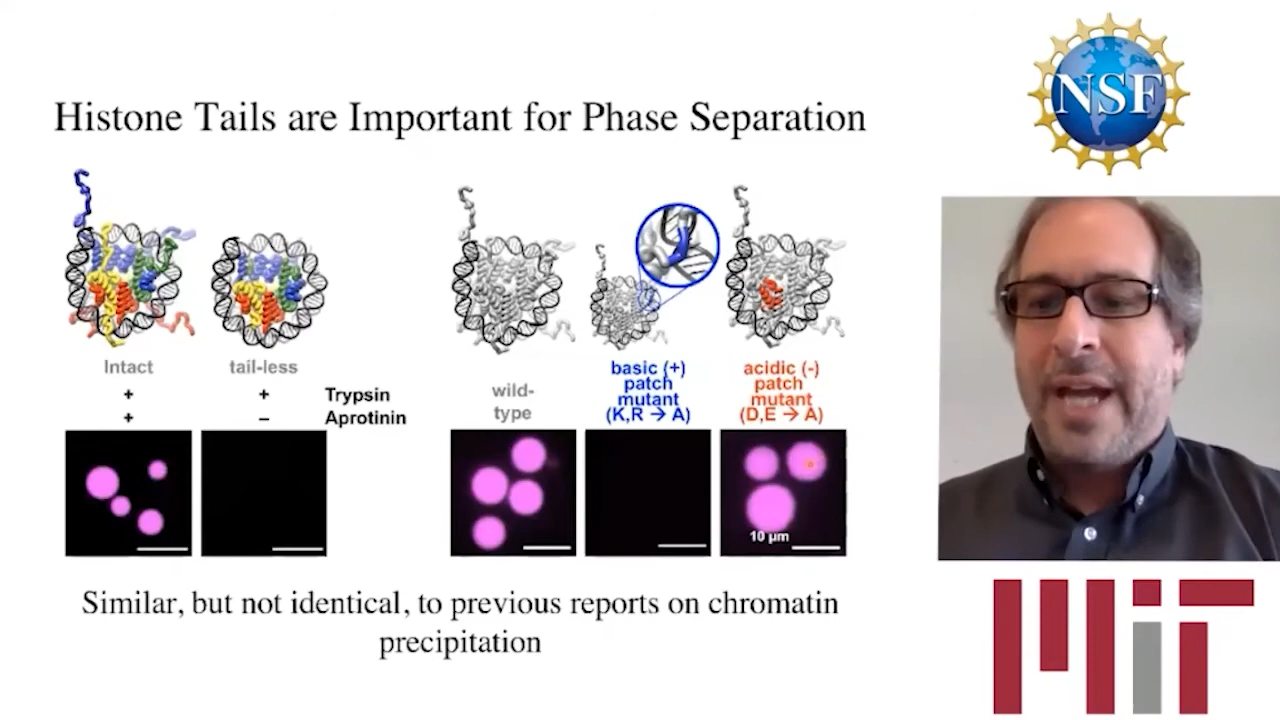 Histone Tails are Important for Phase Separation
NSF
Intact
tail-less
+ + Trypsin
+ – Aprotinin
wild-
type
basic (+)
patch
mutant
(K,R → A)
acidic (-)
patch
mutant
(D,E → A)
10 µm
Similar, but not identical, to previous reports on chromatin
precipitation
MIT